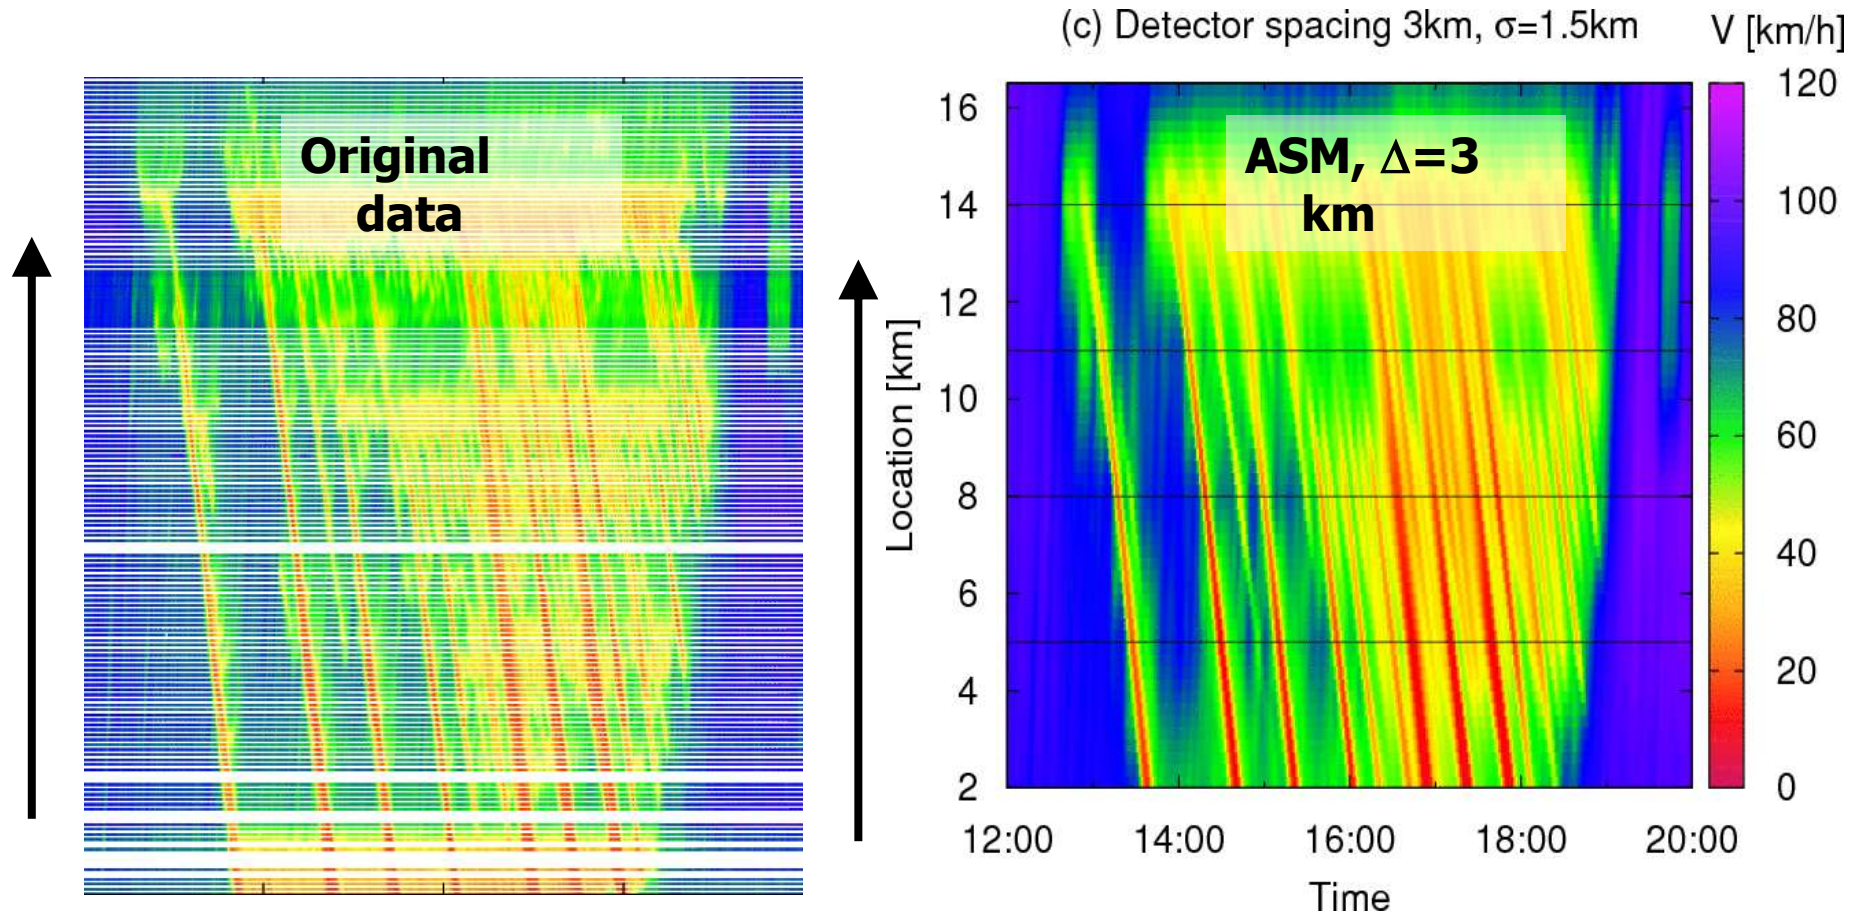 (c) Detector spacing 3km, σ=1.5km
V [km/h]
Original
data
ASM, Δ=3
km
Location [km]
16
14
12
10
8
6
4
2
12:00
14:00
16:00
18:00
20:00
Time
120
100
80
60
40
20
0